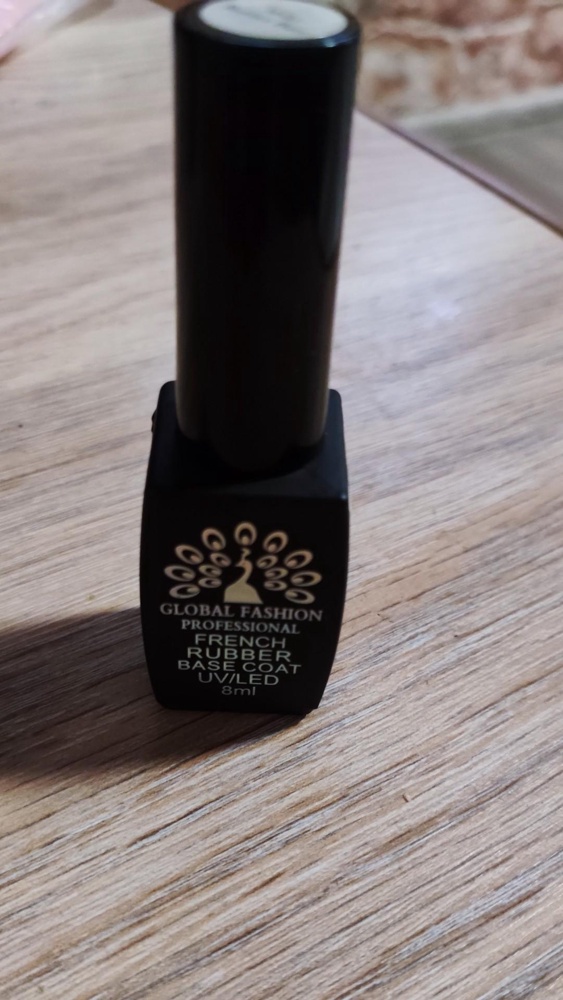 GLOBAL FASHION
PROFESSIONAL
FRENCH
RUBBER
BASE COAT
UV/LED
8ml